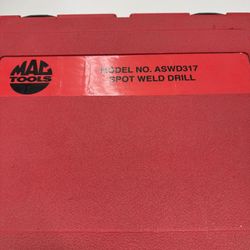 MAC
TOOLS
MODEL NO. ASWD317
SPOT WELD DRILL